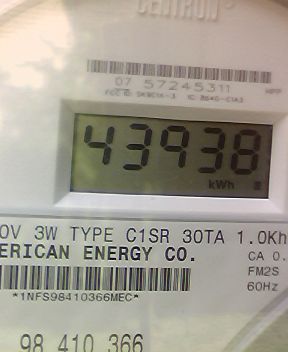 CENTRON
07 57245311
43938
kWh
0V 3W TYPE C1SR 30TA 1.0Kh
ERICAN ENERGY CO. CA 0.
FM2S
*1NFS98410366MEC* 60Hz
98 410 366